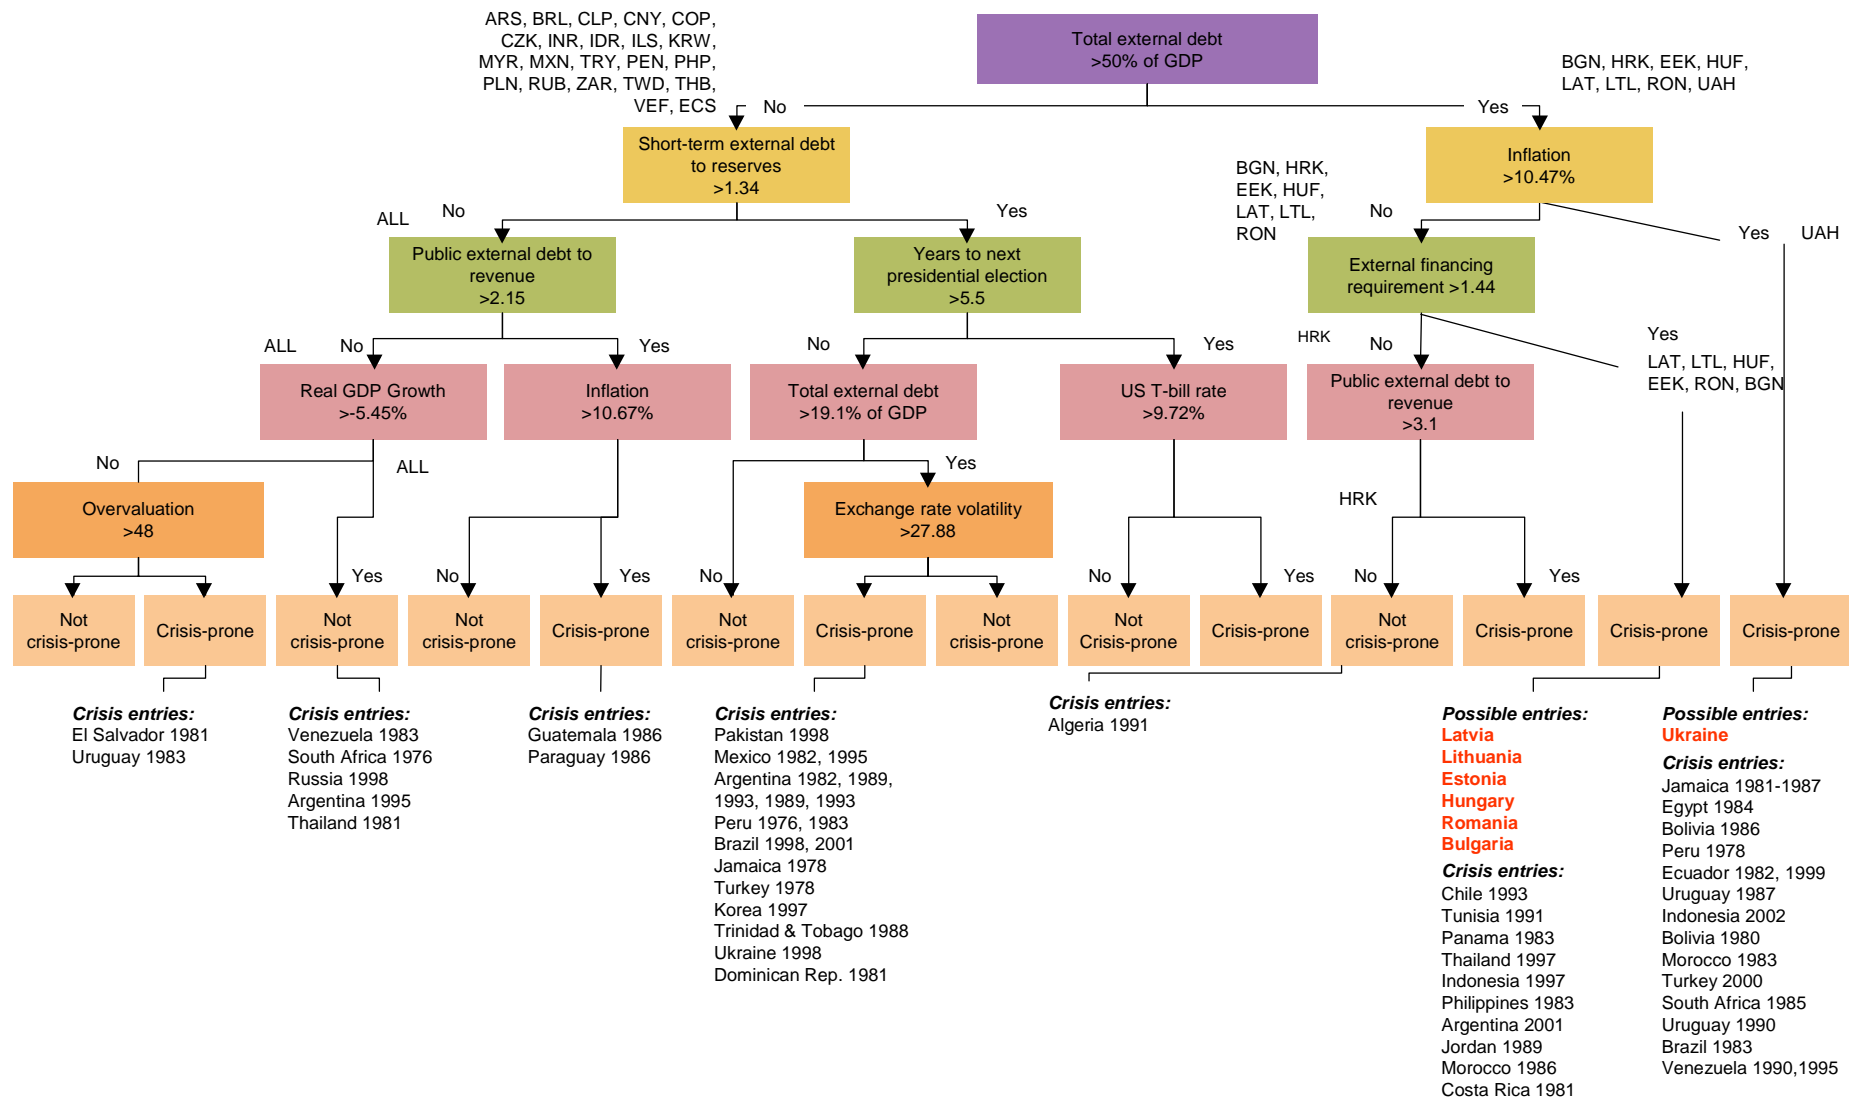 ARS, BRL, CLP, CNY, COP,
CZK, INR, IDR, ILS, KRW,
MYR, MXN, TRY, PEN, PHP,
PLN, RUB, ZAR, TWD, THB,
VEF, ECS
Total external debt
>50% of GDP
BGN, HRK, EEK, HUF,
LAT, LTL, RON, UAH
No
Yes
Short-term external debt
to reserves
>1.34
Inflation
>10.47%
BGN, HRK,
EEK, HUF,
LAT, LTL,
RON
ALL
No
Yes
No
Yes
UAH
Public external debt to
revenue
>2.15
Years to next
presidential election
>5.5
External financing
requirement >1.44
ALL
No
Yes
No
Yes
HRK
No
Yes
LAT, LTL, HUF,
EEK, RON, BGN
Real GDP Growth
>-5.45%
Inflation
>10.67%
Total external debt
>19.1% of GDP
US T-bill rate
>9.72%
Public external debt to
revenue
>3.1
No
ALL
Yes
Overvaluation
>48
Exchange rate volatility
>27.88
HRK
Yes
No
Yes
No
No
Yes
No
Yes
Not
crisis-prone
Crisis-prone
Not
crisis-prone
Not
crisis-prone
Crisis-prone
Not
crisis-prone
Crisis-prone
Not
crisis-prone
Not
Crisis-prone
Crisis-prone
Not
crisis-prone
Crisis-prone
Crisis-prone
Crisis-prone
Crisis entries:
El Salvador 1981
Uruguay 1983
Crisis entries:
Venezuela 1983
South Africa 1976
Russia 1998
Argentina 1995
Thailand 1981
Crisis entries:
Guatemala 1986
Paraguay 1986
Crisis entries:
Pakistan 1998
Mexico 1982, 1995
Argentina 1982, 1989,
1993, 1989, 1993
Peru 1976, 1983
Brazil 1998, 2001
Jamaica 1978
Turkey 1978
Korea 1997
Trinidad & Tobago 1988
Ukraine 1998
Dominican Rep. 1981
Crisis entries:
Algeria 1991
Possible entries:
Latvia
Lithuania
Estonia
Hungary
Romania
Bulgaria
Crisis entries:
Chile 1993
Tunisia 1991
Panama 1983
Thailand 1997
Indonesia 1997
Philippines 1983
Argentina 2001
Jordan 1989
Morocco 1986
Costa Rica 1981
Possible entries:
Ukraine
Crisis entries:
Jamaica 1981-1987
Egypt 1984
Bolivia 1986
Peru 1978
Ecuador 1982, 1999
Uruguay 1987
Indonesia 2002
Bolivia 1980
Morocco 1983
Turkey 2000
South Africa 1985
Uruguay 1990
Brazil 1983
Venezuela 1990,1995